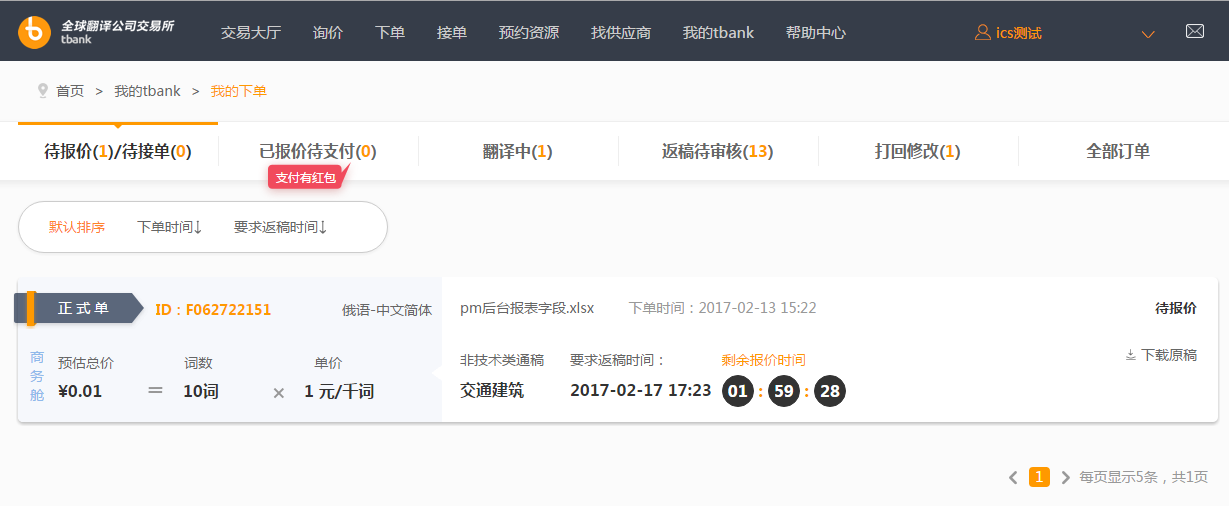 全球翻译公司交易所
tbank
交易大厅 询价 下单 接单 预约资源 找供应商 我的tbank 帮助中心 ics测试
首页 > 我的tbank > 我的下单
待报价(1)/待接单(0) 已报价待支付(0) 翻译中(1) 返稿待审核(13) 打回修改(1) 全部订单
支付有红包
默认排序 下单时间↓ 要求返稿时间↓
正式单 ID：F062722151 俄语-中文简体 pm后台报表字段.xlsx 下单时间：2017-02-13 15:22 待报价
商务舱 预估总价 词数 单价 非技术类通稿 要求返稿时间： 剩余报价时间 下载原稿
¥0.01 = 10词 × 1 元/千词 交通建筑 2017-02-17 17:23 01 : 59 : 28
1 每页显示5条，共1页